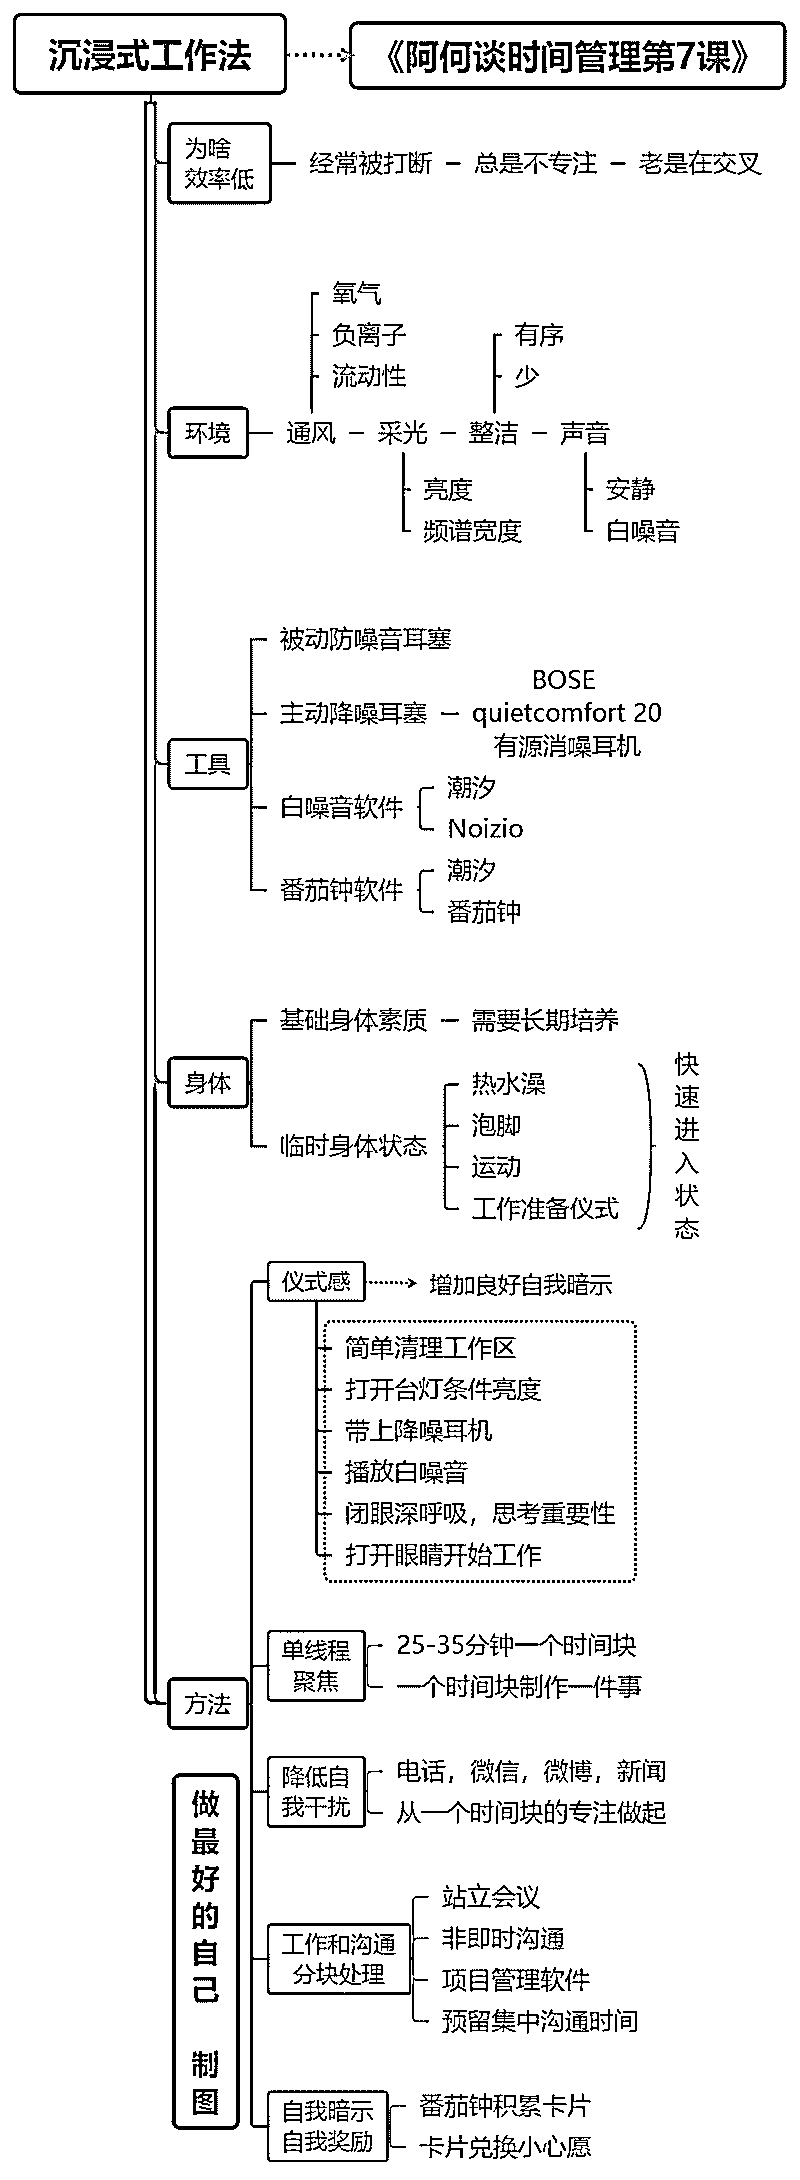 沉浸式工作法
《阿何谈时间管理第7课》
为啥
效率低
经常被打断
总是不专注
老是在交叉
环境
通风
氧气
负离子
流动性
采光
亮度
频谱宽度
整洁
有序
少
声音
安静
白噪音
工具
被动防噪音耳塞
主动降噪耳塞
BOSE
quietcomfort 20
有源消噪耳机
白噪音软件
潮汐
Noizio
番茄钟软件
潮汐
番茄钟
身体
基础身体素质
需要长期培养
临时身体状态
热水澡
泡脚
运动
工作准备仪式
快速进入状态
方法
仪式感
增加良好自我暗示
简单清理工作区
打开台灯条件亮度
带上降噪耳机
播放白噪音
闭眼深呼吸，思考重要性
打开眼睛开始工作
单线程
聚焦
25-35分钟一个时间块
一个时间块制作一件事
降低自
我干扰
电话，微信，微博，新闻
从一个时间块的专注做起
工作和沟通
分块处理
站立会议
非即时沟通
项目管理软件
预留集中沟通时间
自我暗示
自我奖励
番茄钟积累卡片
卡片兑换小心愿
做最好的自己 制图